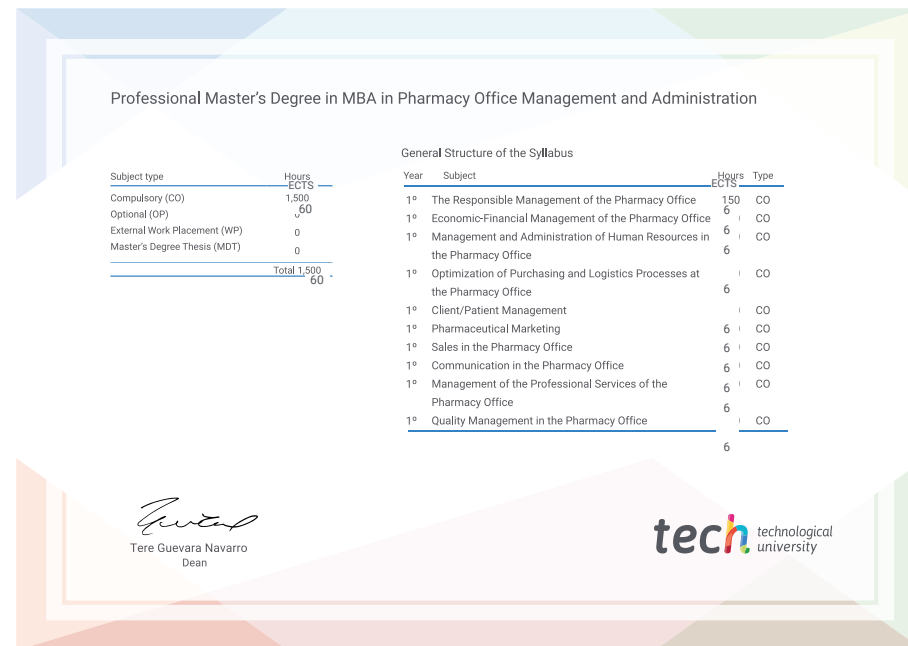 Professional Master's Degree in MBA in Pharmacy Office Management and Administration
Subject type Hours
ECTS
Compulsory (CO) 1,500
60
Optional (OP)
External Work Placement (WP) 0
Master's Degree Thesis (MDT) 0
Total 1,500
60
General Structure of the Syllabus
Year Subject Hours Type
ECTS
1º The Responsible Management of the Pharmacy Office 150 CO
6
1º Economic-Financial Management of the Pharmacy Office CO
6
1º Management and Administration of Human Resources in CO
the Pharmacy Office 6
1º Optimization of Purchasing and Logistics Processes at CO
the Pharmacy Office 6
1º Client/Patient Management CO
1º Pharmaceutical Marketing 6 CO
1º Sales in the Pharmacy Office 6 CO
1º Communication in the Pharmacy Office 6 CO
1º Management of the Professional Services of the 6 CO
Pharmacy Office 6
1º Quality Management in the Pharmacy Office CO
6
Tere Guevara Navarro
Dean
tech technological
university